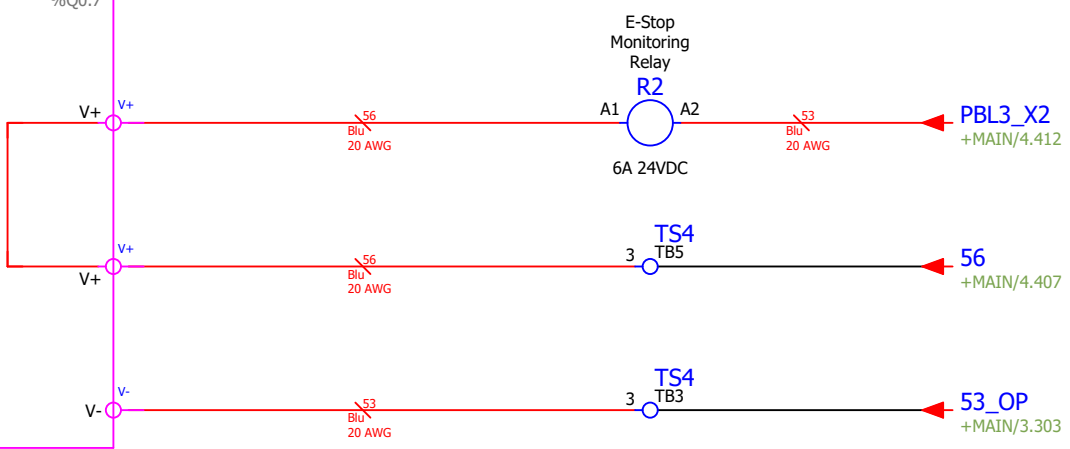 %Q0.7
E-Stop
Monitoring
Relay
R2
V+ V+ 56 A1 A2 53 PBL3_X2
Blu Blu +MAIN/4.412
20 AWG 20 AWG
6A 24VDC
TS4
V+ 56 3 TB5 56
V+ Blu +MAIN/4.407
20 AWG
TS4
V- 3 TB3
V- 53 53_OP
Blu +MAIN/3.303
20 AWG